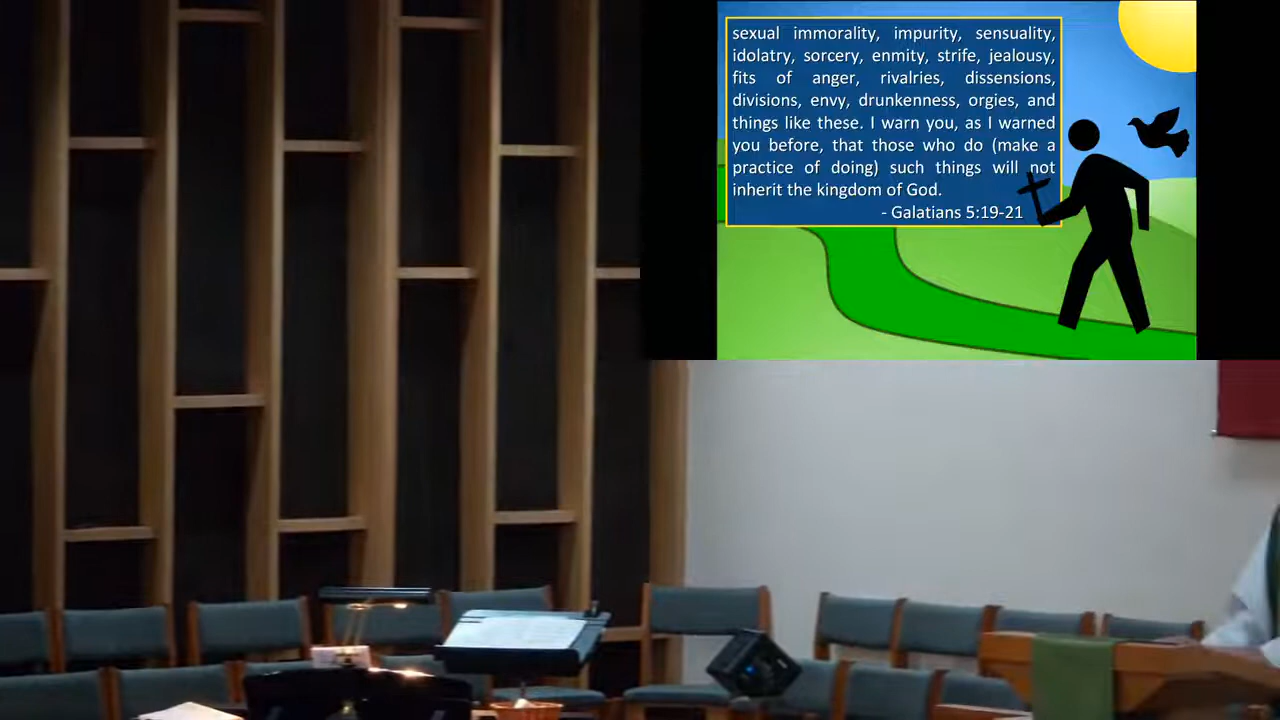 sexual immorality, impurity, sensuality,
idolatry, sorcery, enmity, strife, jealousy,
fits of anger, rivalries, dissensions,
divisions, envy, drunkenness, orgies, and
things like these. I warn you, as I warned
you before, that those who do (make a
practice of doing) such things will not
inherit the kingdom of God.
- Galatians 5:19-21